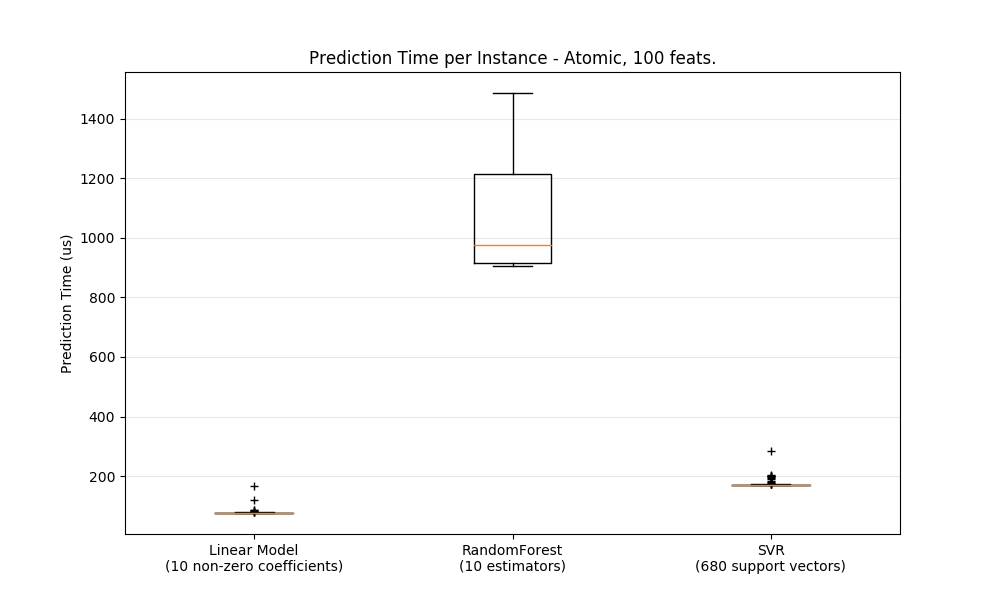 Prediction Time per Instance - Atomic, 100 feats.
Prediction Time (us)
1400
1200
1000
800
600
400
200
Linear Model
(10 non-zero coefficients)
RandomForest
(10 estimators)
SVR
(680 support vectors)